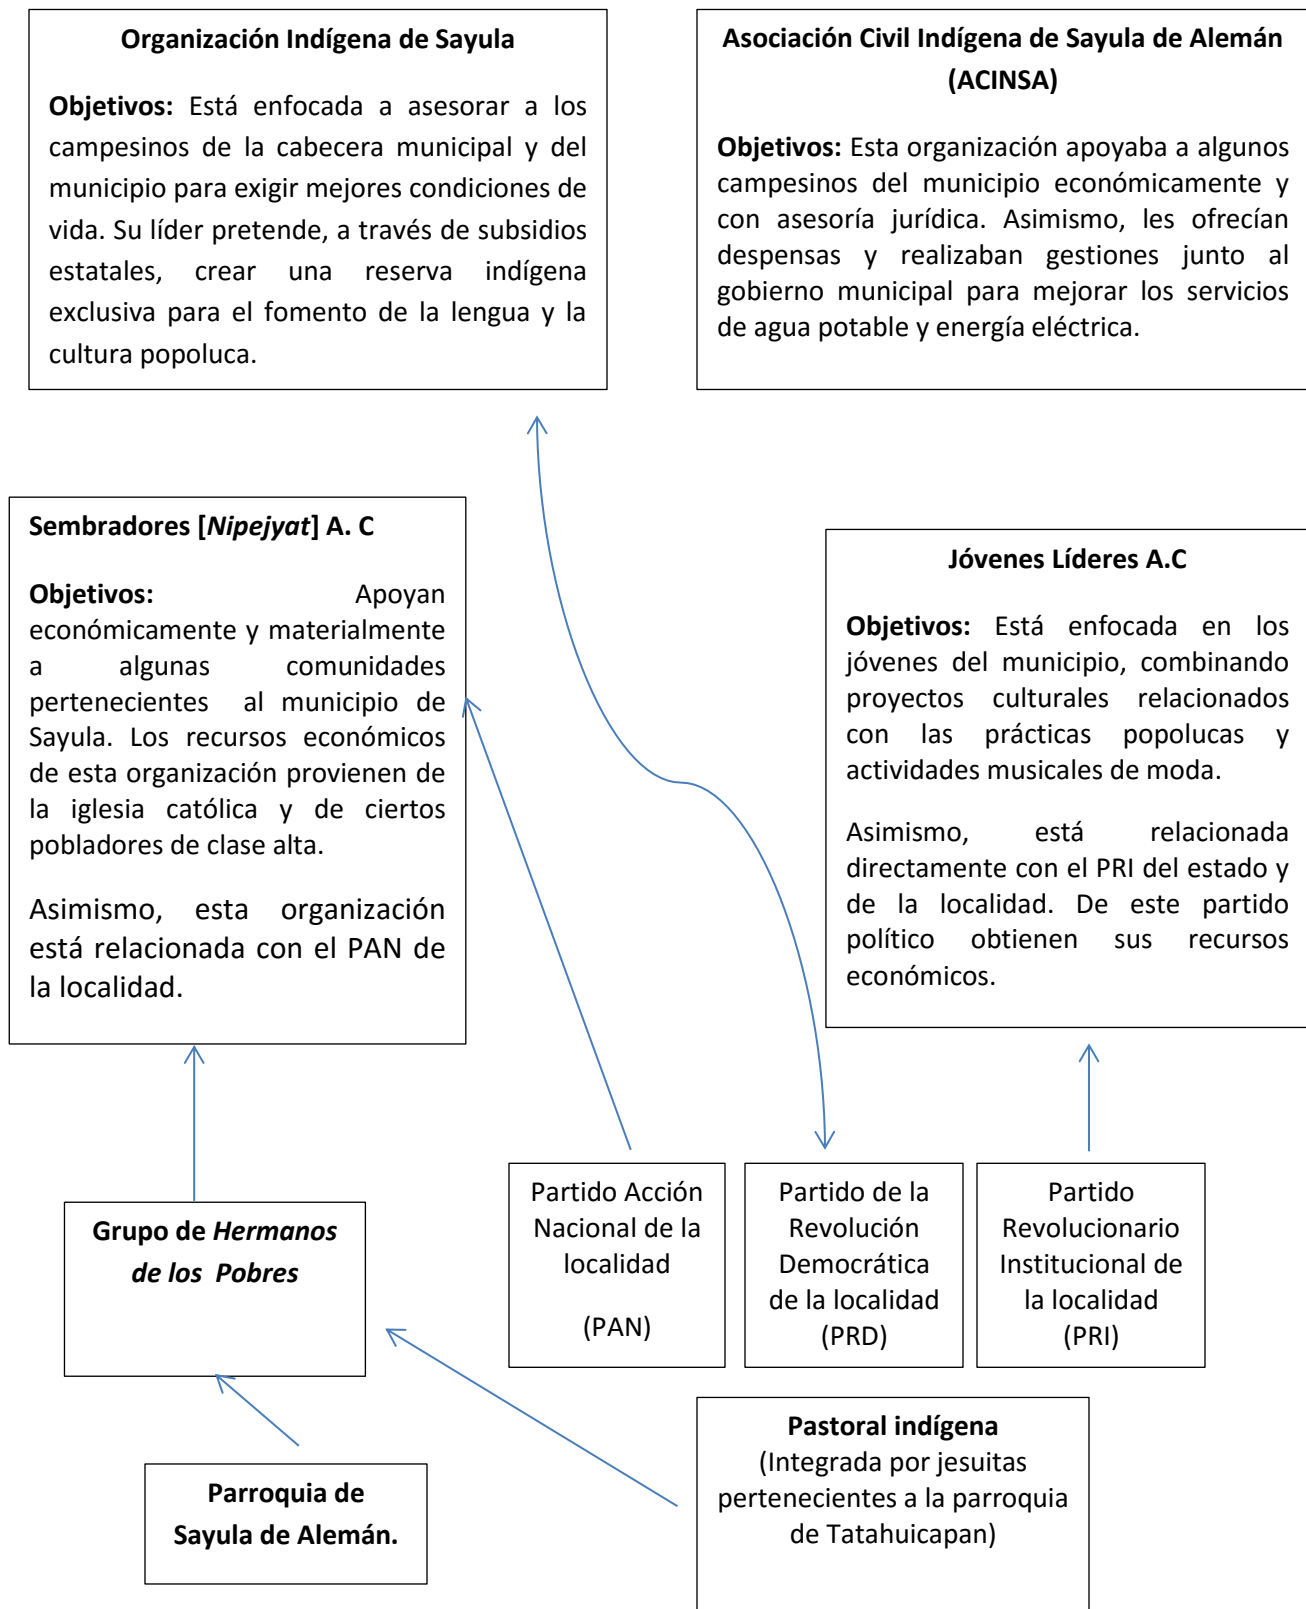 Organización Indígena de Sayula
Objetivos: Está enfocada a asesorar a los
campesinos de la cabecera municipal y del
municipio para exigir mejores condiciones de
vida. Su líder pretende, a través de subsidios
estatales, crear una reserva indígena
exclusiva para el fomento de la lengua y la
cultura popoluca.
Asociación Civil Indígena de Sayula de Alemán
(ACINSA)
Objetivos: Esta organización apoyaba a algunos
campesinos del municipio económicamente y
con asesoría jurídica. Asimismo, les ofrecían
despensas y realizaban gestiones junto al
gobierno municipal para mejorar los servicios
de agua potable y energía eléctrica.
Sembradores [Nipejyat] A. C
Objetivos: Apoyan
económicamente y materialmente
a algunas comunidades
pertenecientes al municipio de
Sayula. Los recursos económicos
de esta organización provienen de
la iglesia católica y de ciertos
pobladores de clase alta.
Asimismo, esta organización
está relacionada con el PAN de
la localidad.
Jóvenes Líderes A.C
Objetivos: Está enfocada en los
jóvenes del municipio, combinando
proyectos culturales relacionados
con las prácticas popolucas y
actividades musicales de moda.
Asimismo, está relacionada
directamente con el PRI del estado y
de la localidad. De este partido
político obtienen sus recursos
económicos.
Grupo de Hermanos
de los Pobres
Partido Acción
Nacional de la
localidad
(PAN)
Partido de la
Revolución
Democrática
de la localidad
(PRD)
Partido
Revolucionario
Institucional de
la localidad
(PRI)
Parroquia de
Sayula de Alemán.
Pastoral indígena
(Integrada por jesuitas
pertenecientes a la parroquia
de Tatahuicapan)